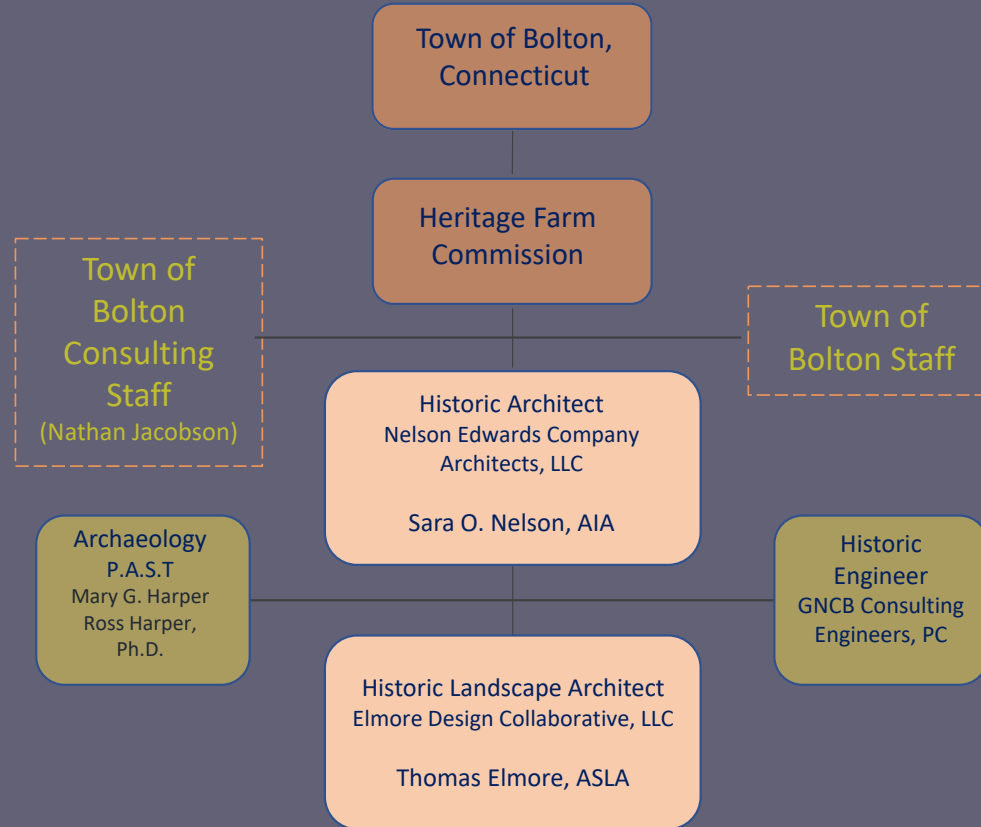 Town of Bolton,
Connecticut
Heritage Farm
Commission
Town of
Bolton
Consulting
Staff
(Nathan Jacobson)
Town of
Bolton Staff
Historic Architect
Nelson Edwards Company
Architects, LLC
Sara O. Nelson, AIA
Archaeology
P.A.S.T
Mary G. Harper
Ross Harper,
Ph.D.
Historic
Engineer
GNCB Consulting
Engineers, PC
Historic Landscape Architect
Elmore Design Collaborative, LLC
Thomas Elmore, ASLA